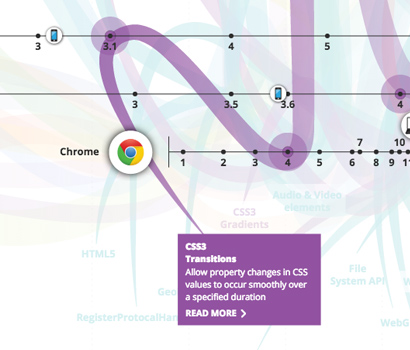 3 3.1 4 5
3 3.5 3.6 4
Chrome
1 2 3 4 5 6 7 8 9 10
Audio & Video
elements
CSS3
Gradients
HTML5
CSS3
Transitions
Allow property changes in CSS
values to occur smoothly over
a specified duration
READ MORE
File
System API
RegisterProtocalHan
WebG